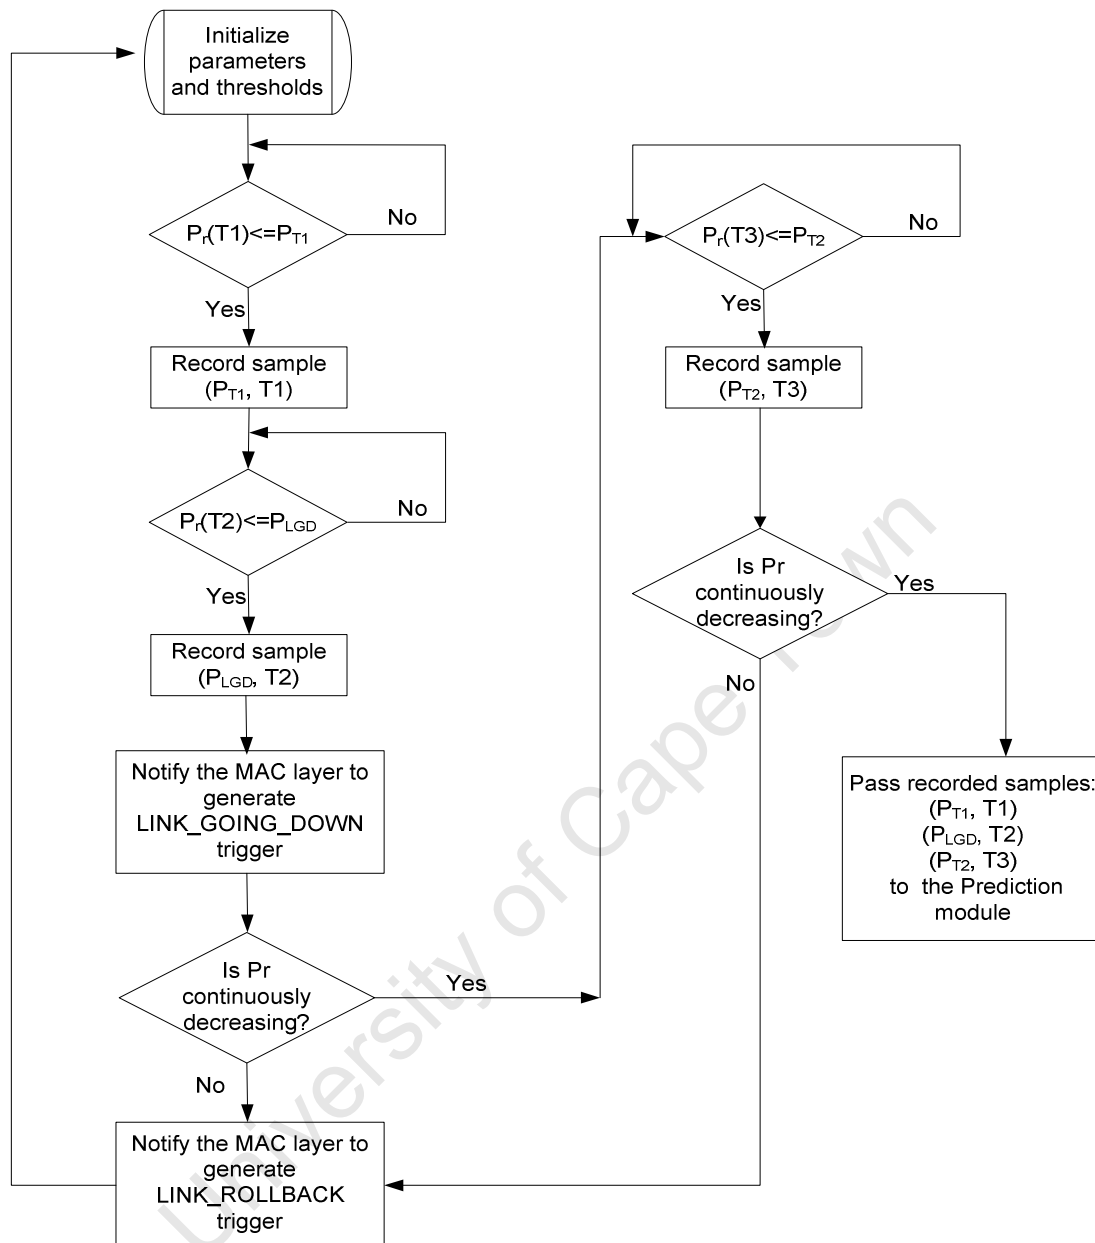 Initialize
parameters
and thresholds
Pr(T1)<=PT1
No
Yes
Record sample
(PT1, T1)
Pr(T2)<=PLGD
No
Yes
Record sample
(PLGD, T2)
Notify the MAC layer to
generate
LINK_GOING_DOWN
trigger
Is Pr
continuously
decreasing?
Yes
No
Notify the MAC layer to
generate
LINK_ROLLBACK
trigger
Pr(T3)<=PT2
No
Yes
Record sample
(PT2, T3)
Is Pr
continuously
decreasing?
Yes
No
Pass recorded samples:
(PT1, T1)
(PLGD, T2)
(PT2, T3)
to the Prediction
module
University of Cape Town